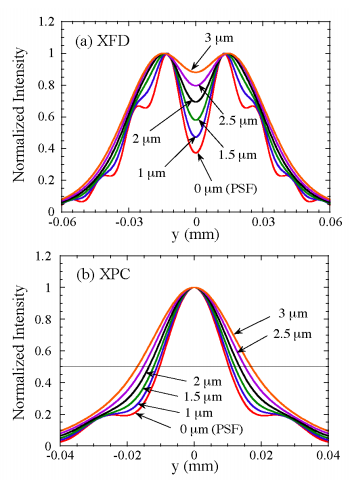 (a) XFD
Normalized Intensity
1.2
1
0.8
0.6
0.4
0.2
0
3 μm
2.5 μm
2 μm
1.5 μm
1 μm
0 μm (PSF)
-0.06
-0.03
0
0.03
0.06
y (mm)
(b) XPC
Normalized Intensity
1.2
1
0.8
0.6
0.4
0.2
0
3 μm
2.5 μm
2 μm
1.5 μm
1 μm
0 μm (PSF)
-0.04
-0.02
0
0.02
0.04
y (mm)